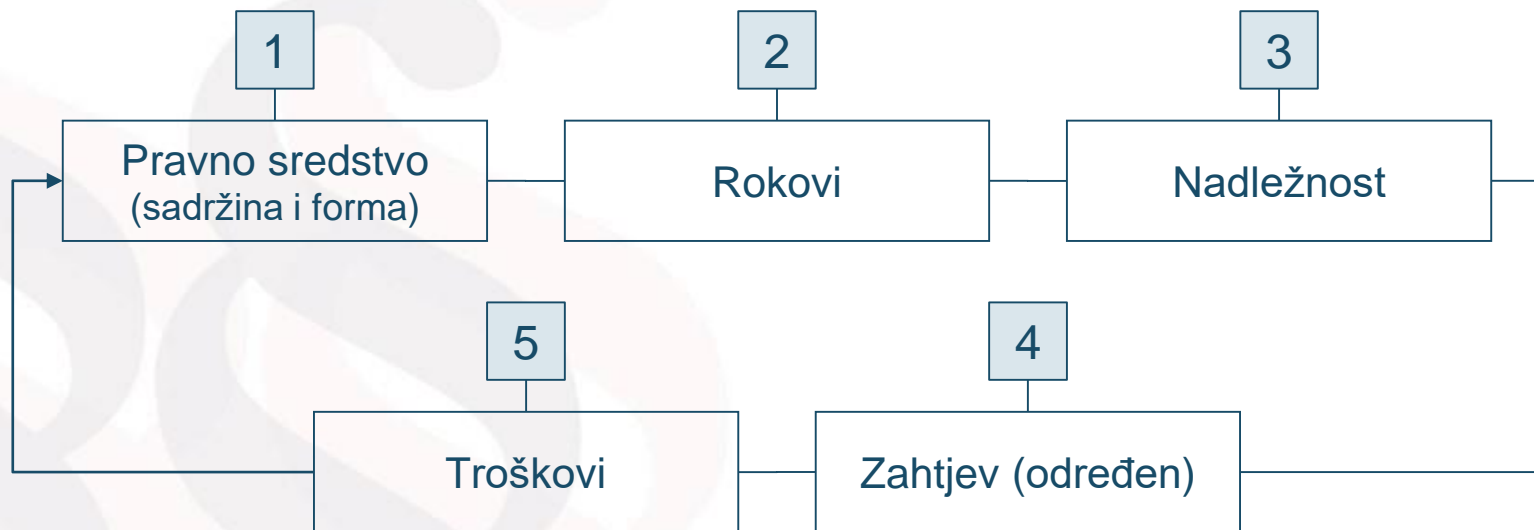 1
2
3
Pravno sredstvo
(sadržina i forma)
Rokovi
Nadležnost
5
4
Troškovi
Zahtjev (određen)